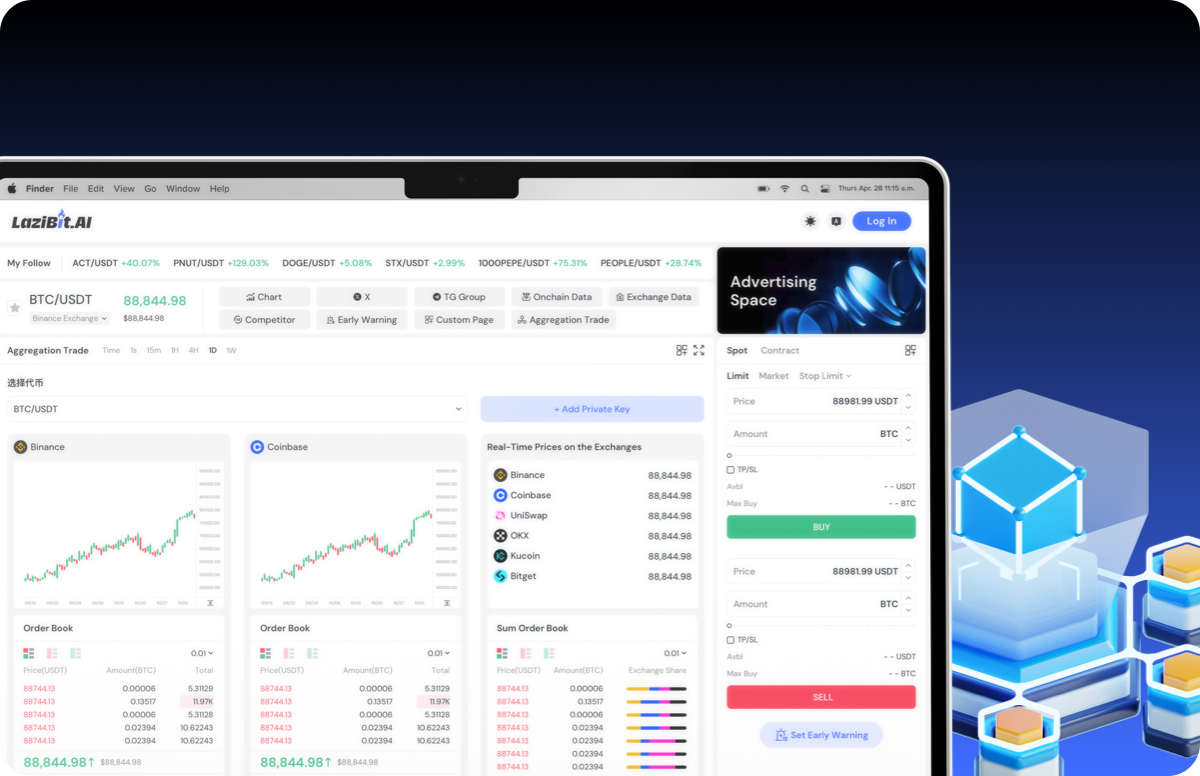 Finder File Edit View Go Window Help
Thurs Apr. 28 11:15 a.m.
LaziBit.AI
Log In
My Follow ACT/USDT +40.07% PNUT/USDT +129.03% DOGE/USDT +5.08% STX/USDT +2.99% 1000PEPE/USDT +75.31% PEOPLE/USDT +28.74%
Advertising
Space
BTC/USDT 88,844.98
Binance Exchange $88,844.98
Chart X TG Group Onchain Data Exchange Data
Competitor Early Warning Custom Page Aggregation Trade
Aggregation Trade Time 1s 15m 1H 4H 1D 1W
选择代币
BTC/USDT
+ Add Private Key
Binance
Coinbase
Real-Time Prices on the Exchanges
Binance 88,844.98
Coinbase 88,844.98
UniSwap 88,844.98
OKX 88,844.98
Kucoin 88,844.98
Bitget 88,844.98
Order Book
0.01
Price(USDT) Amount(BTC) Total
88744.13 0.00006 5.31129
88744.13 0.13517 11.97K
88744.13 0.00006 5.31128
88744.13 0.02394 10.62243
88744.13 0.02394 10.62243
88,844.98↑ $88,844.98
Order Book
0.01
Price(USDT) Amount(BTC) Total
88744.13 0.00006 5.31129
88744.13 0.13517 11.97K
88744.13 0.00006 5.31128
88744.13 0.02394 10.62243
88744.13 0.02394 10.62243
88,844.98↑ $88,844.98
Sum Order Book
0.01
Price(USDT) Amount(BTC) Exchange Share
88744.13 0.00006
88744.13 0.13517
88744.13 0.00006
88744.13 0.02394
88744.13 0.02394
88744.13 0.02394
88744.13 0.02394
Spot Contract
Limit Market Stop Limit
Price 88981.99 USDT
Amount BTC
TP/SL
Avbl - - USDT
Max Buy - - BTC
BUY
Price 88981.99 USDT
Amount BTC
TP/SL
Avbl - - USDT
Max Buy - - BTC
SELL
Set Early Warning